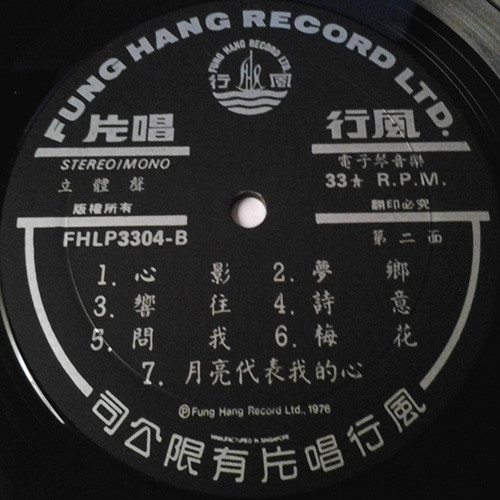 FUNG HANG RECORD LTD.
FUNG HANG RECORD LTD.
行風
片唱 行風
STEREO/MONO 電子琴音樂
立體聲 33⅓ R.P.M.
版權所有 翻印必究
FHLP3304-B 第二面
1. 心影 2. 夢鄉
3. 響往 4. 詩意
5. 問我 6. 梅花
7. 月亮代表我的心
Ⓟ Fung Hang Record Ltd., 1976
MANUFACTURED IN SINGAPORE
司公限有片唱行風